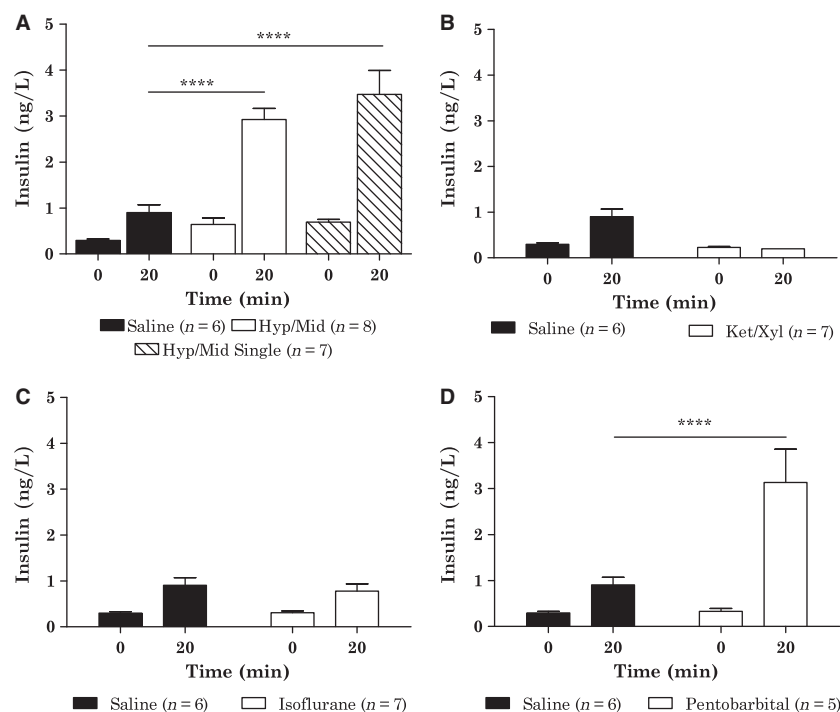 A
Insulin (ng/L)
5
4
3
2
1
0
****
****
0 20 0 20 0 20
Time (min)
Saline (n = 6) Hyp/Mid (n = 8)
Hyp/Mid Single (n = 7)
B
Insulin (ng/L)
5
4
3
2
1
0
0 20 0 20
Time (min)
Saline (n = 6) Ket/Xyl (n = 7)
C
Insulin (ng/L)
5
4
3
2
1
0
0 20 0 20
Time (min)
Saline (n = 6) Isoflurane (n = 7)
D
Insulin (ng/L)
5
4
3
2
1
0
****
0 20 0 20
Time (min)
Saline (n = 6) Pentobarbital (n = 5)